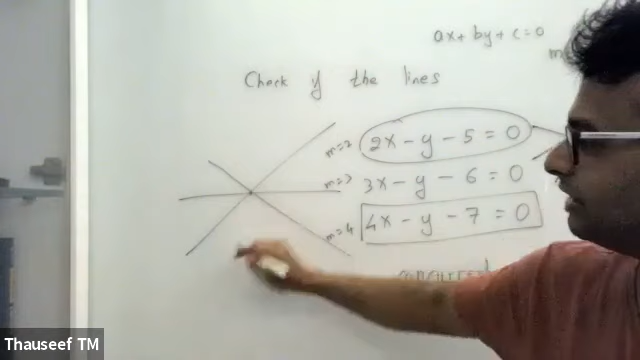 ax + by + c = 0
Check if the lines
m=2 2x - y - 5 = 0
m=3 3x - y - 6 = 0
m=4 4x - y - 7 = 0
Thauseef TM